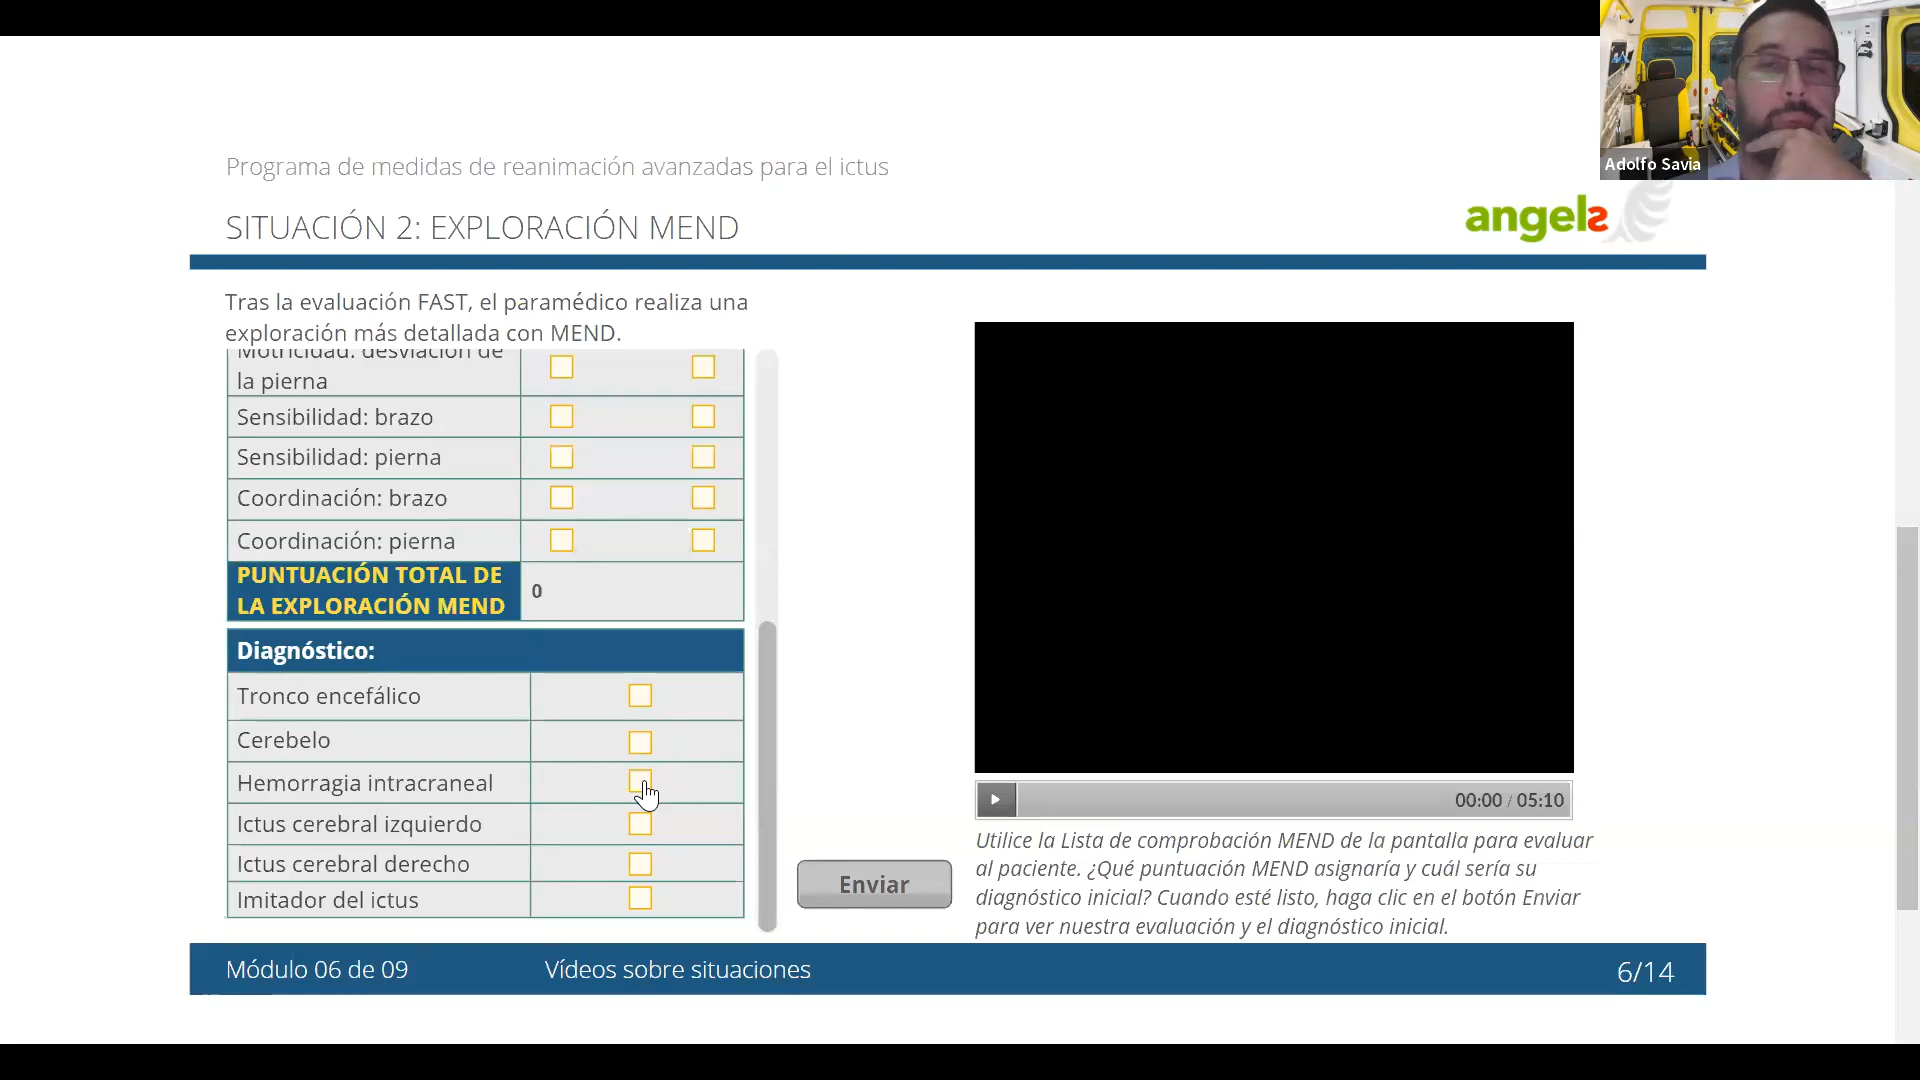 Adolfo Savia
Programa de medidas de reanimación avanzadas para el ictus
SITUACIÓN 2: EXPLORACIÓN MEND
angels
Tras la evaluación FAST, el paramédico realiza una
exploración más detallada con MEND.
Motricidad: desviación de
la pierna
Sensibilidad: brazo
Sensibilidad: pierna
Coordinación: brazo
Coordinación: pierna
PUNTUACIÓN TOTAL DE
LA EXPLORACIÓN MEND
0
Diagnóstico:
Tronco encefálico
Cerebelo
Hemorragia intracraneal
Ictus cerebral izquierdo
Ictus cerebral derecho
Imitador del ictus
Enviar
00:00 / 05:10
Utilice la Lista de comprobación MEND de la pantalla para evaluar
al paciente. ¿Qué puntuación MEND asignaría y cuál sería su
diagnóstico inicial? Cuando esté listo, haga clic en el botón Enviar
para ver nuestra evaluación y el diagnóstico inicial.
Módulo 06 de 09
Vídeos sobre situaciones
6/14